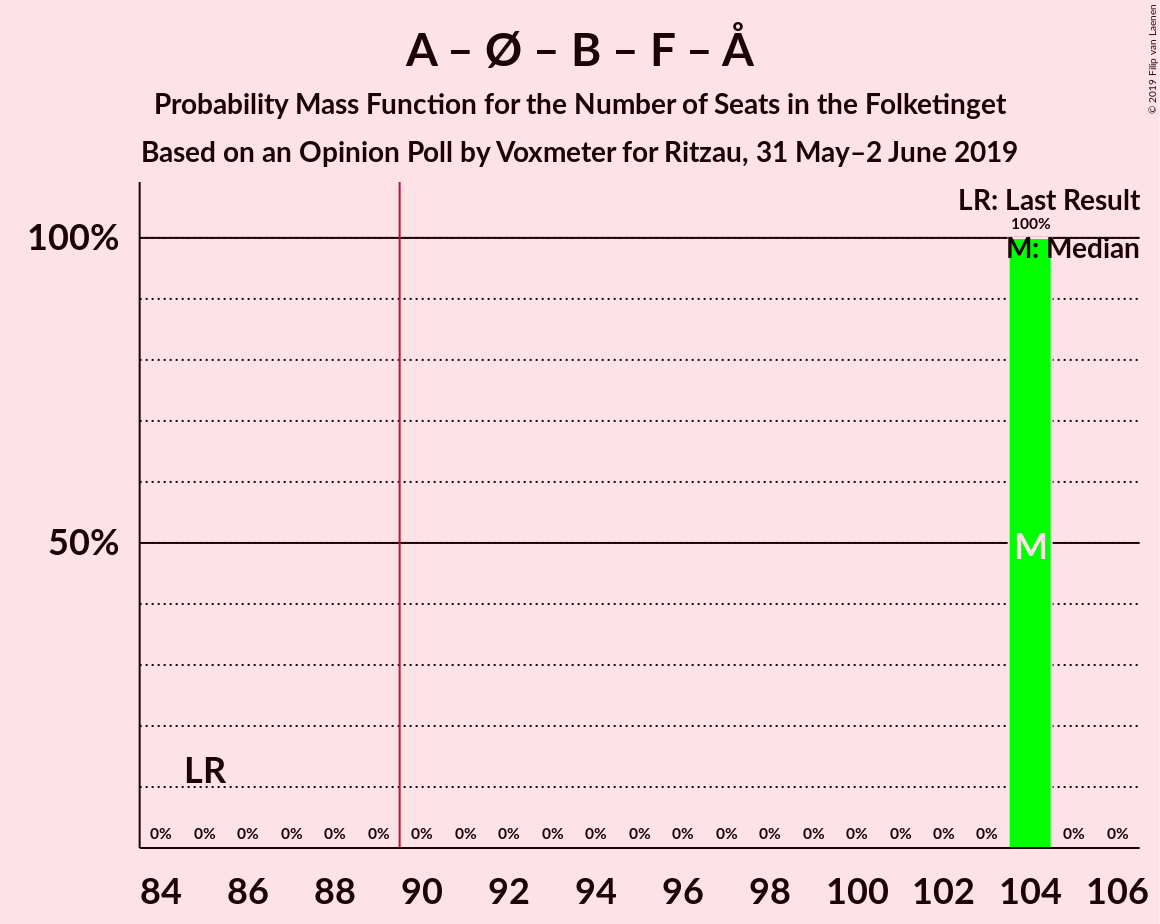 A – Ø – B – F – Å
Probability Mass Function for the Number of Seats in the Folketinget
Based on an Opinion Poll by Voxmeter for Ritzau, 31 May–2 June 2019
© 2019 Filip van Laenen
LR: Last Result
100%
100%
M: Median
50%
M
LR
0% 0% 0% 0% 0% 0% 0% 0% 0% 0% 0% 0% 0% 0% 0% 0% 0% 0% 0% 0% 0% 0%
84 86 88 90 92 94 96 98 100 102 104 106